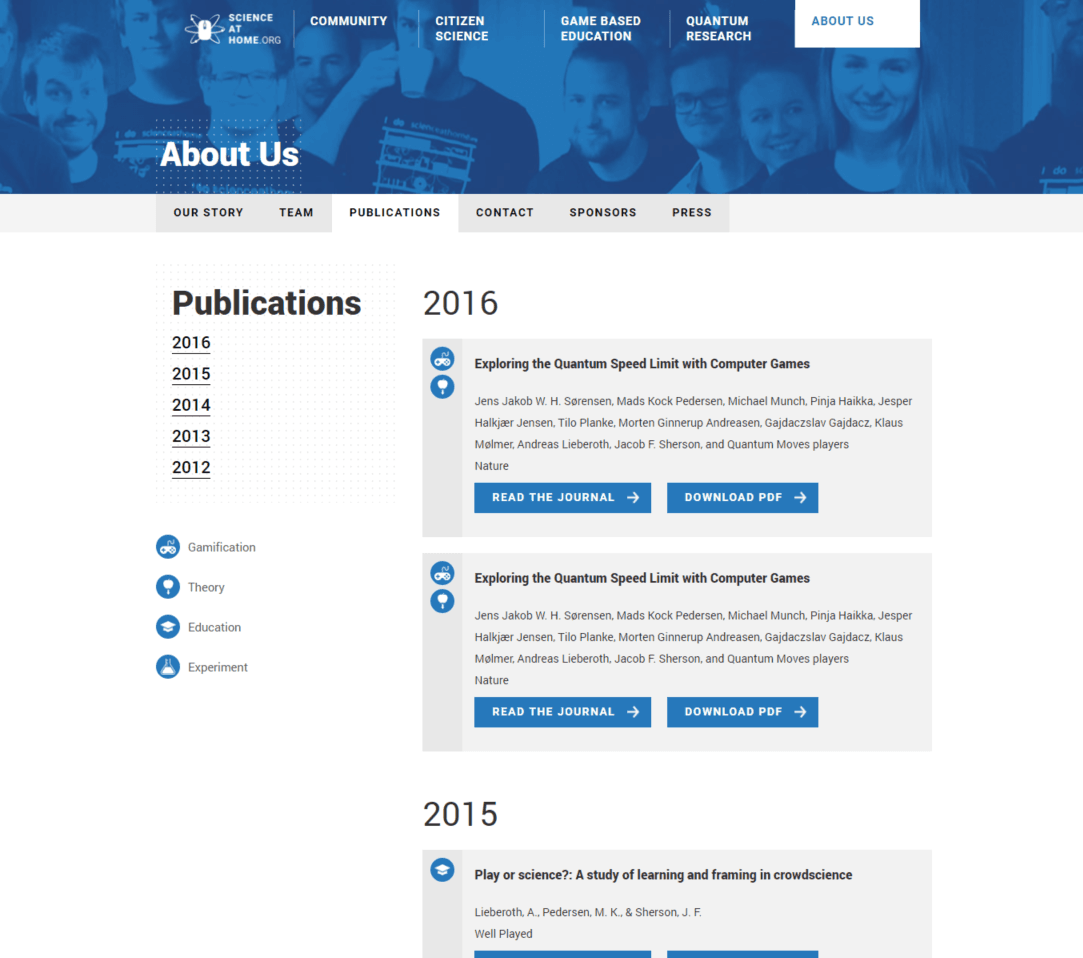 SCIENCE
AT
HOME.ORG
COMMUNITY
CITIZEN
SCIENCE
GAME BASED
EDUCATION
QUANTUM
RESEARCH
ABOUT US
About Us
OUR STORY
TEAM
PUBLICATIONS
CONTACT
SPONSORS
PRESS
Publications
2016
2015
2014
2013
2012
Gamification
Theory
Education
Experiment
2016
Exploring the Quantum Speed Limit with Computer Games
Jens Jakob W. H. Sørensen, Mads Kock Pedersen, Michael Munch, Pinja Haikka, Jesper
Halkjær Jensen, Tilo Planke, Morten Ginnerup Andreasen, Gajdaczslav Gajdacz, Klaus
Mølmer, Andreas Lieberoth, Jacob F. Sherson, and Quantum Moves players
Nature
READ THE JOURNAL
DOWNLOAD PDF
Exploring the Quantum Speed Limit with Computer Games
Jens Jakob W. H. Sørensen, Mads Kock Pedersen, Michael Munch, Pinja Haikka, Jesper
Halkjær Jensen, Tilo Planke, Morten Ginnerup Andreasen, Gajdaczslav Gajdacz, Klaus
Mølmer, Andreas Lieberoth, Jacob F. Sherson, and Quantum Moves players
Nature
READ THE JOURNAL
DOWNLOAD PDF
2015
Play or science?: A study of learning and framing in crowdscience
Lieberoth, A., Pedersen, M. K., & Sherson, J. F.
Well Played